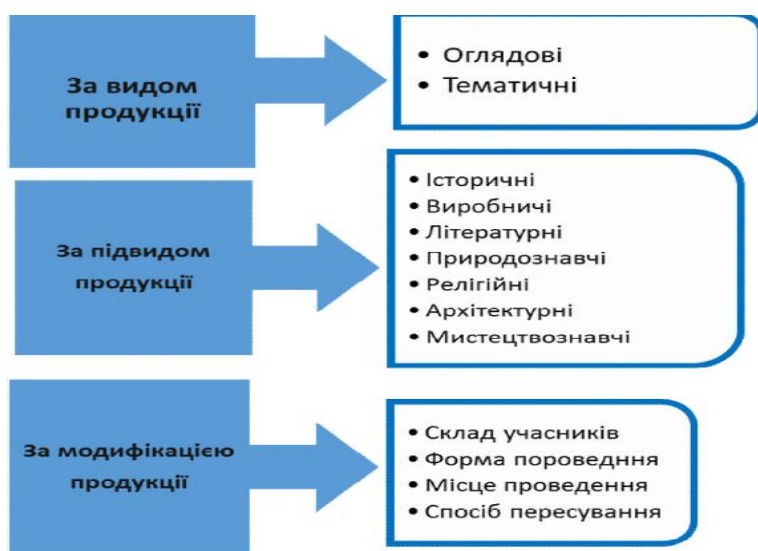 За видом
продукції
• Оглядові
• Тематичні
За підвидом
продукції
• Історичні
• Виробничі
• Літературні
• Природознавчі
• Релігійні
• Архітектурні
• Мистецтвознавчі
За модифікацією
продукції
• Склад учасників
• Форма пороведння
• Місце проведення
• Спосіб пересування